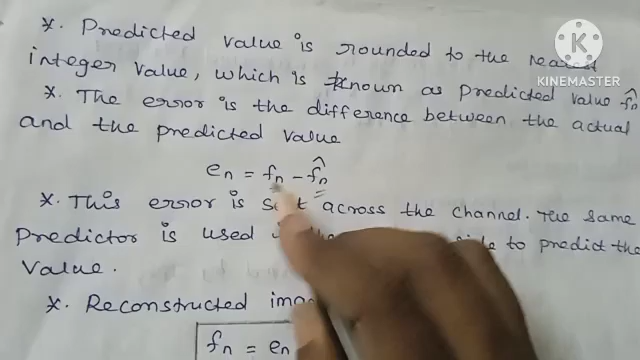 *. Predicted value is rounded to the
integer value, which is known as predicted value f̂n
*. The error is the difference between the actual
and the predicted value
en = fn - f̂n
*. This error is across the channel. The same
Predictor is used to predict the
value.
*. Reconstructed
fn = en
KINEMASTER